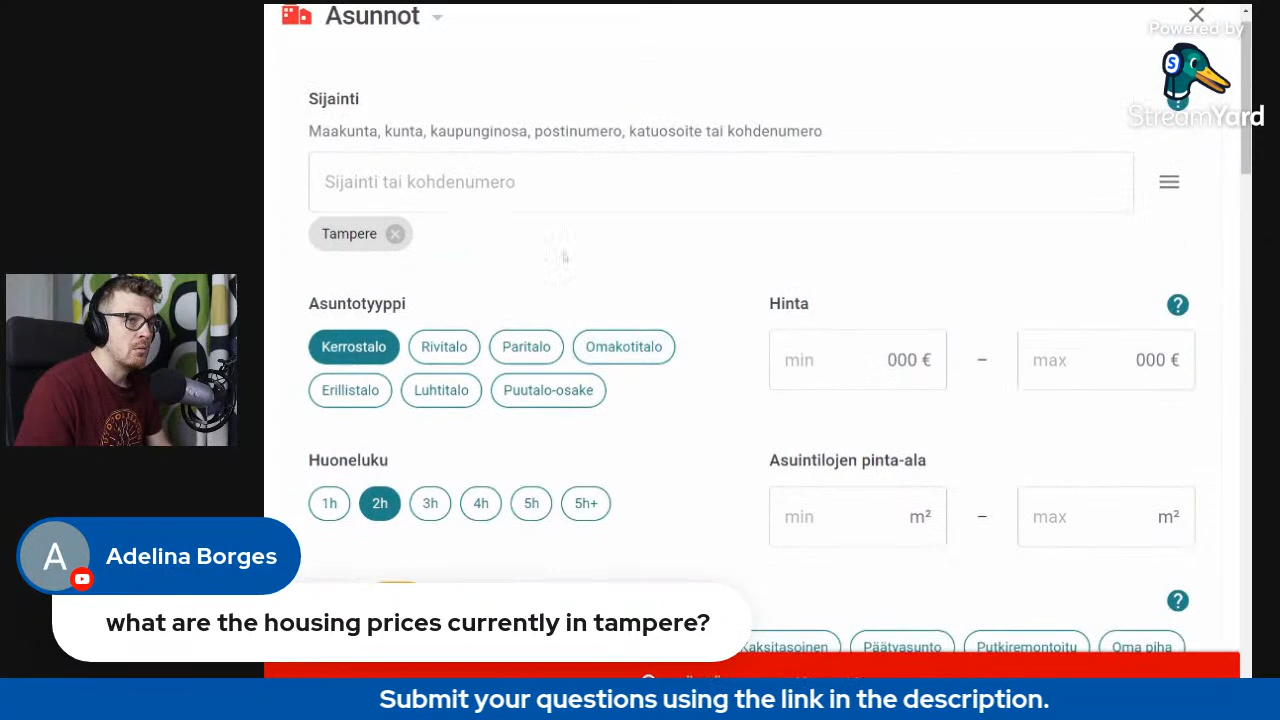 Asunnot
Powered by
StreamYard
Sijainti
Maakunta, kunta, kaupunginosa, postinumero, katuosoite tai kohdenumero
Sijainti tai kohdenumero
Tampere
Asuntotyyppi
Kerrostalo Rivitalo Paritalo Omakotitalo
Erillistalo Luhtitalo Puutalo-osake
Hinta
min 000 € – max 000 €
Huoneluku
1h 2h 3h 4h 5h 5h+
Asuintilojen pinta-ala
min m² – max m²
Kaksitasoinen Päätyasunto Putkiremontoitu Oma piha
A
Adelina Borges
what are the housing prices currently in tampere?
Submit your questions using the link in the description.